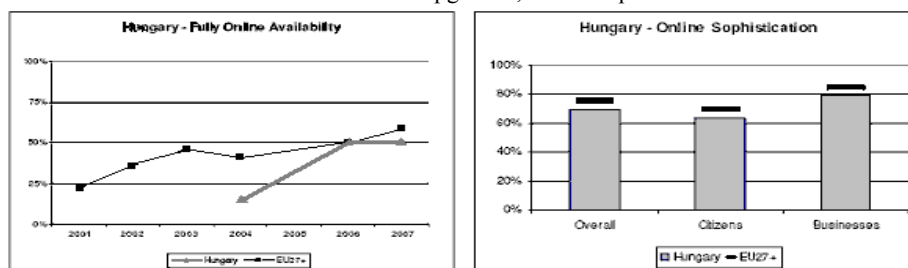 Hungary - Fully Online Availability
100%
75%
50%
25%
0%
2001 2002 2003 2004 2005 2006 2007
Hungary EU27+
Hungary - Online Sophistication
100%
80%
60%
40%
20%
0%
Overall Citizens Businesses
Hungary EU27+